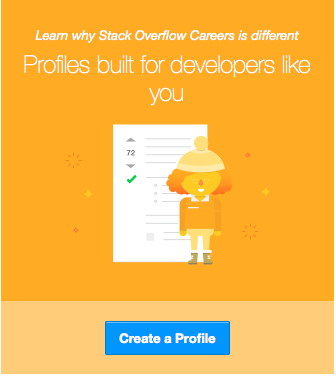 Learn why Stack Overflow Careers is different
Profiles built for developers like
you
72
Create a Profile